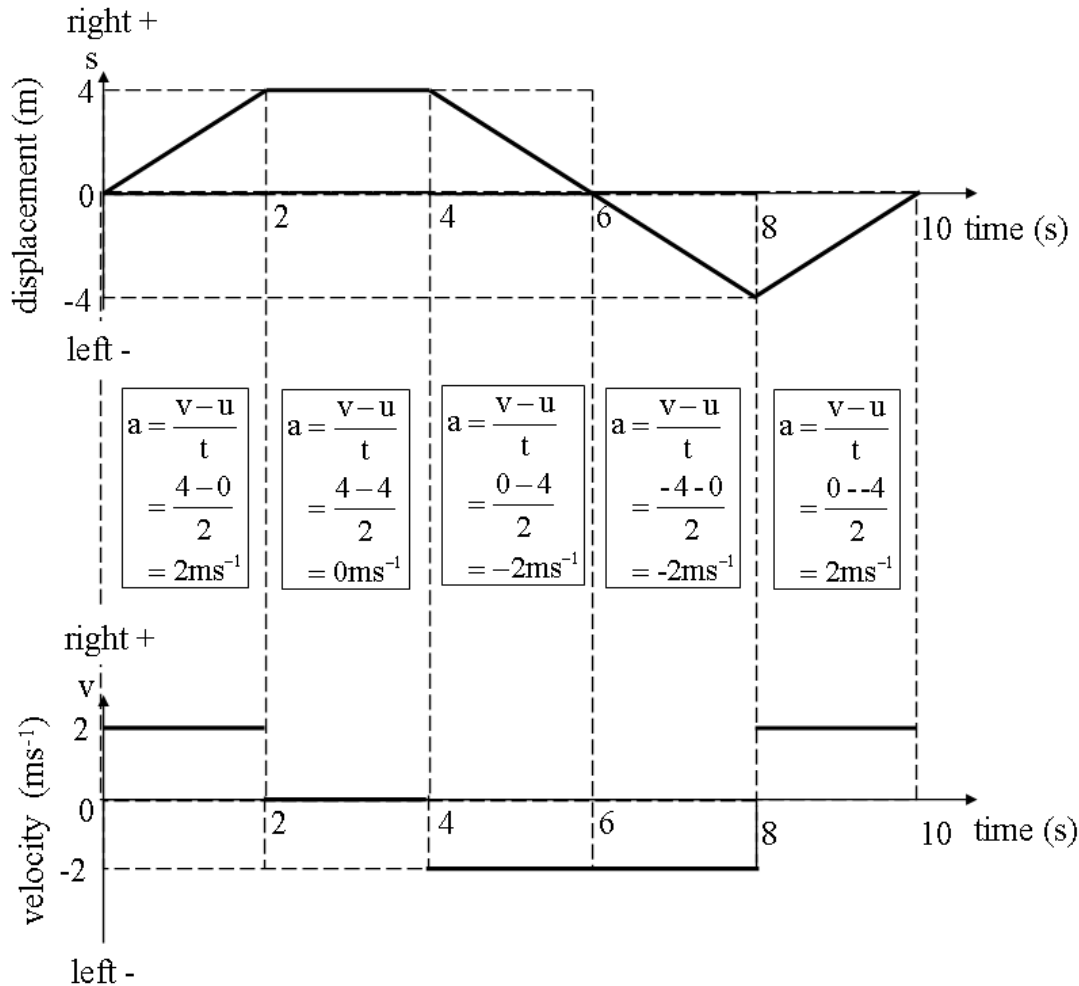 right +
s
displacement (m)
4
0
-4
2
4
6
8
10 time (s)
left -
a = v – u / t
= 4 – 0 / 2
= 2ms⁻¹
a = v – u / t
= 4 – 4 / 2
= 0ms⁻¹
a = v – u / t
= 0 – 4 / 2
= –2ms⁻¹
a = v – u / t
= -4 - 0 / 2
= -2ms⁻¹
a = v – u / t
= 0 - -4 / 2
= 2ms⁻¹
right +
v
velocity (ms⁻¹)
2
0
-2
2
4
6
8
10
time (s)
left -